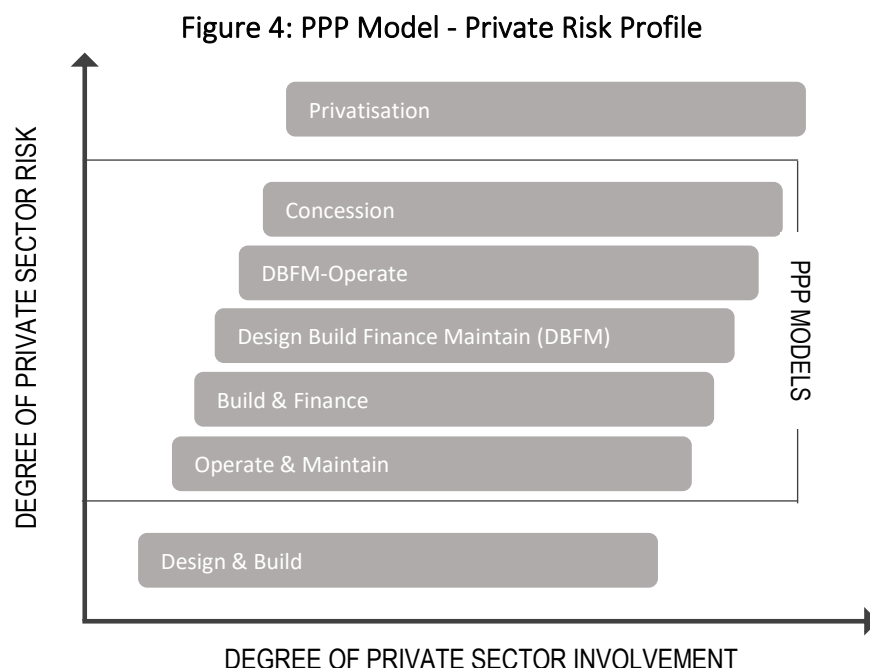 Figure 4: PPP Model - Private Risk Profile
DEGREE OF PRIVATE SECTOR RISK
Privatisation
Concession
DBFM-Operate
Design Build Finance Maintain (DBFM)
Build & Finance
Operate & Maintain
PPP MODELS
Design & Build
DEGREE OF PRIVATE SECTOR INVOLVEMENT